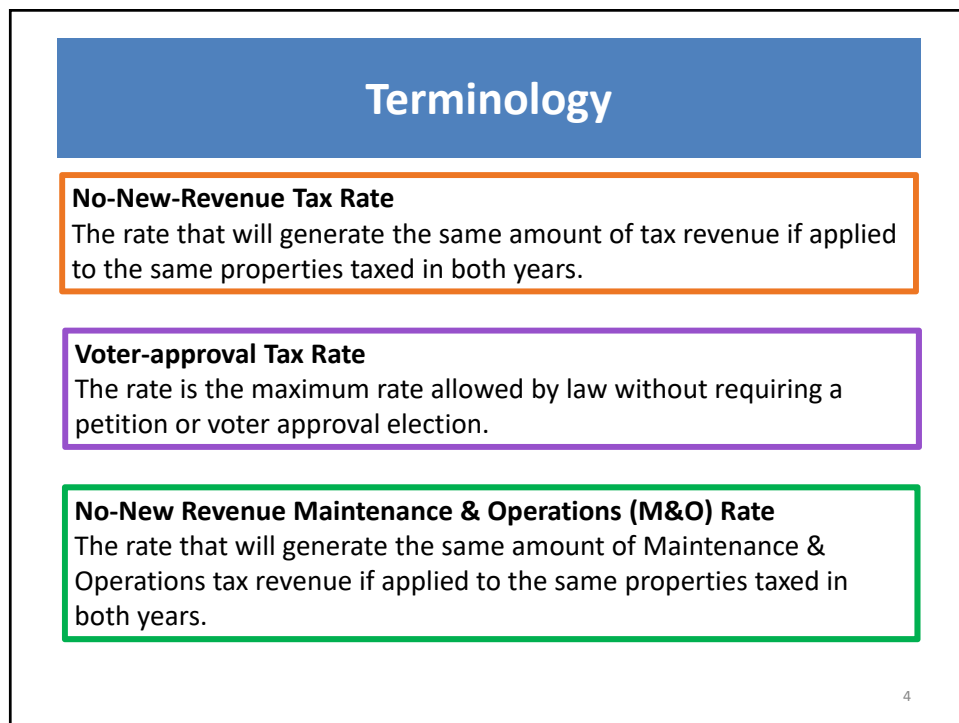 Terminology
No-New-Revenue Tax Rate
The rate that will generate the same amount of tax revenue if applied
to the same properties taxed in both years.
Voter-approval Tax Rate
The rate is the maximum rate allowed by law without requiring a
petition or voter approval election.
No-New Revenue Maintenance & Operations (M&O) Rate
The rate that will generate the same amount of Maintenance &
Operations tax revenue if applied to the same properties taxed in
both years.
4